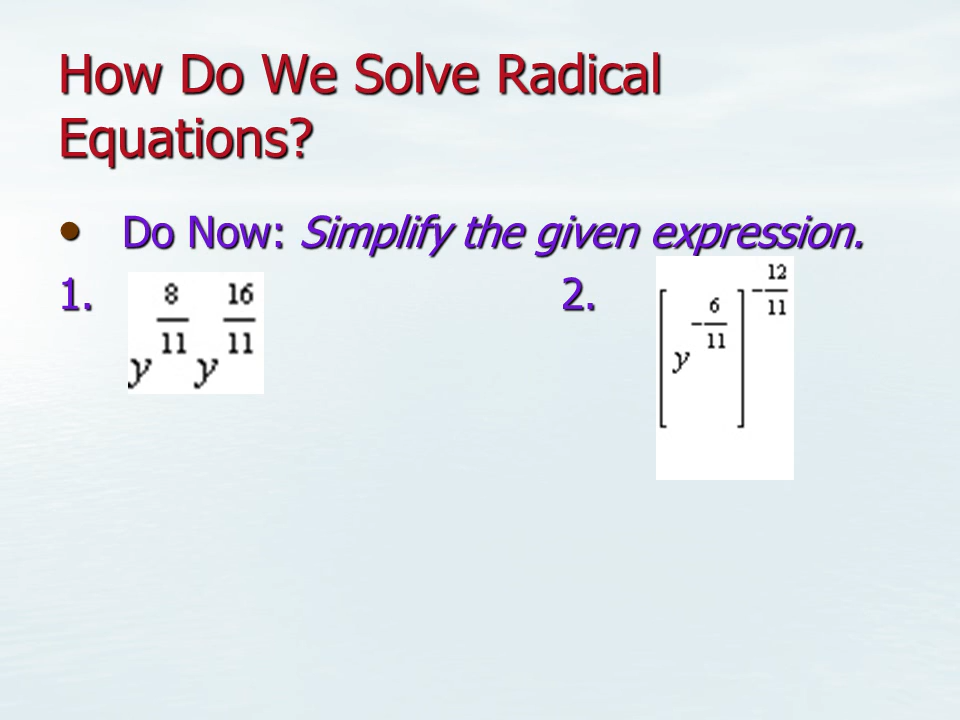 How Do We Solve Radical
Equations?
• Do Now: Simplify the given expression.
1. y^(8/11) y^(16/11) 2. [y^(-6/11)]^(-12/11)